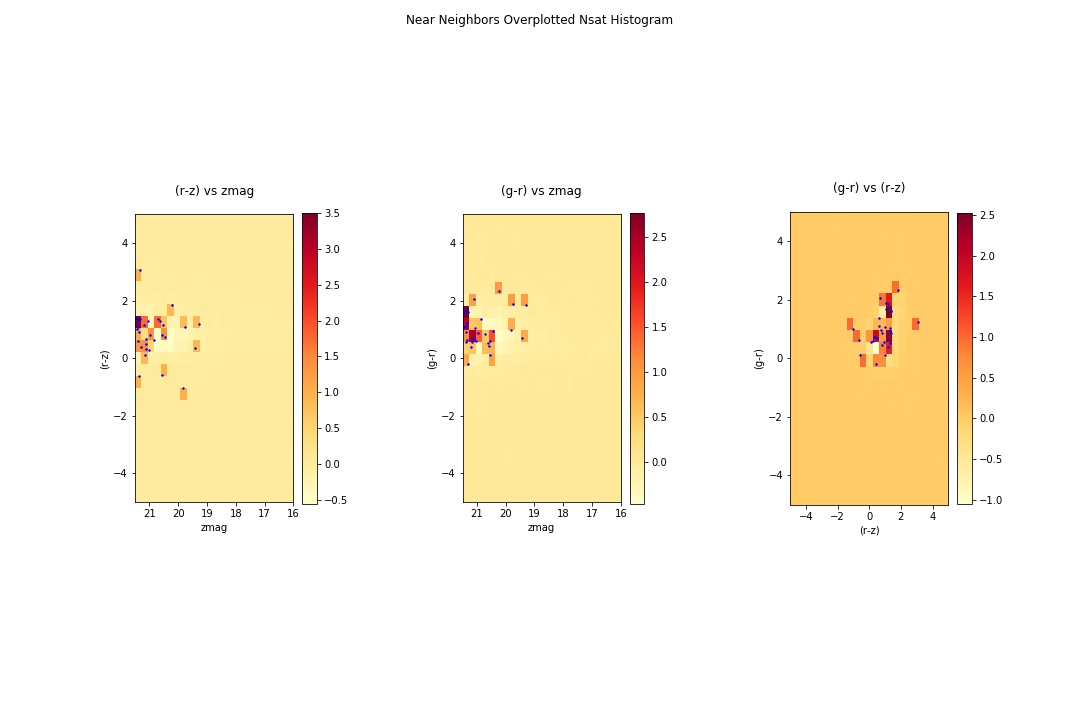 Near Neighbors Overplotted Nsat Histogram
(r-z) vs zmag
4
2
0
−2
−4
(r-z)
21 20 19 18 17 16
zmag
3.5
3.0
2.5
2.0
1.5
1.0
0.5
0.0
−0.5
(g-r) vs zmag
4
2
0
−2
−4
(g-r)
21 20 19 18 17 16
zmag
2.5
2.0
1.5
1.0
0.5
0.0
(g-r) vs (r-z)
4
2
0
−2
−4
(g-r)
−4 −2 0 2 4
(r-z)
2.5
2.0
1.5
1.0
0.5
0.0
−0.5
−1.0